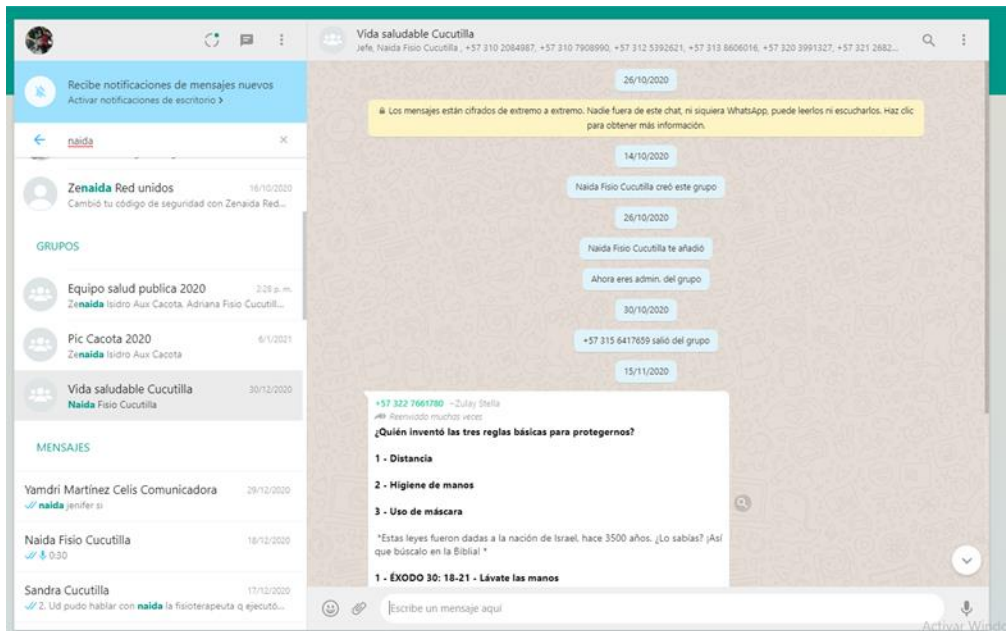 Recibe notificaciones de mensajes nuevos
Activar notificaciones de escritorio >
naida
Zenaida Red unidos
16/10/2020
Cambió tu código de seguridad con Zenaida Red...
GRUPOS
Equipo salud publica 2020
2:28 p. m.
Zenaida Isidro Aux Cacota, Adriana Fisio Cucutill...
Pic Cacota 2020
6/1/2021
Zenaida Isidro Aux Cacota
Vida saludable Cucutilla
30/12/2020
Naida Fisio Cucutilla
MENSAJES
Yamdri Martínez Celis Comunicadora
29/12/2020
naida jenifer si
Naida Fisio Cucutilla
18/12/2020
0:30
Sandra Cucutilla
17/12/2020
2. Ud pudo hablar con naida la fisioterapeuta q ejecutó...
Vida saludable Cucutilla
Jefe, Naida Fisio Cucutilla , +57 310 2084987, +57 310 7908990, +57 312 5392621, +57 313 8606016, +57 320 3991327, +57 321 2682...
26/10/2020
Los mensajes están cifrados de extremo a extremo. Nadie fuera de este chat, ni siquiera WhatsApp, puede leerlos ni escucharlos. Haz clic
para obtener más información.
14/10/2020
Naida Fisio Cucutilla creó este grupo
26/10/2020
Naida Fisio Cucutilla te añadió
Ahora eres admin. del grupo
30/10/2020
+57 315 6417659 salió del grupo
15/11/2020
+57 322 7661780 ~Zulay Stella
Reenviado muchas veces
¿Quién inventó las tres reglas básicas para protegernos?
1 - Distancia
2 - Higiene de manos
3 - Uso de máscara
*Estas leyes fueron dadas a la nación de Israel, hace 3500 años. ¿Lo sabías? ¡Así
que búscalo en la Biblia! *
1 - ÉXODO 30: 18-21 - Lávate las manos
Escribe un mensaje aquí
Activar Windo